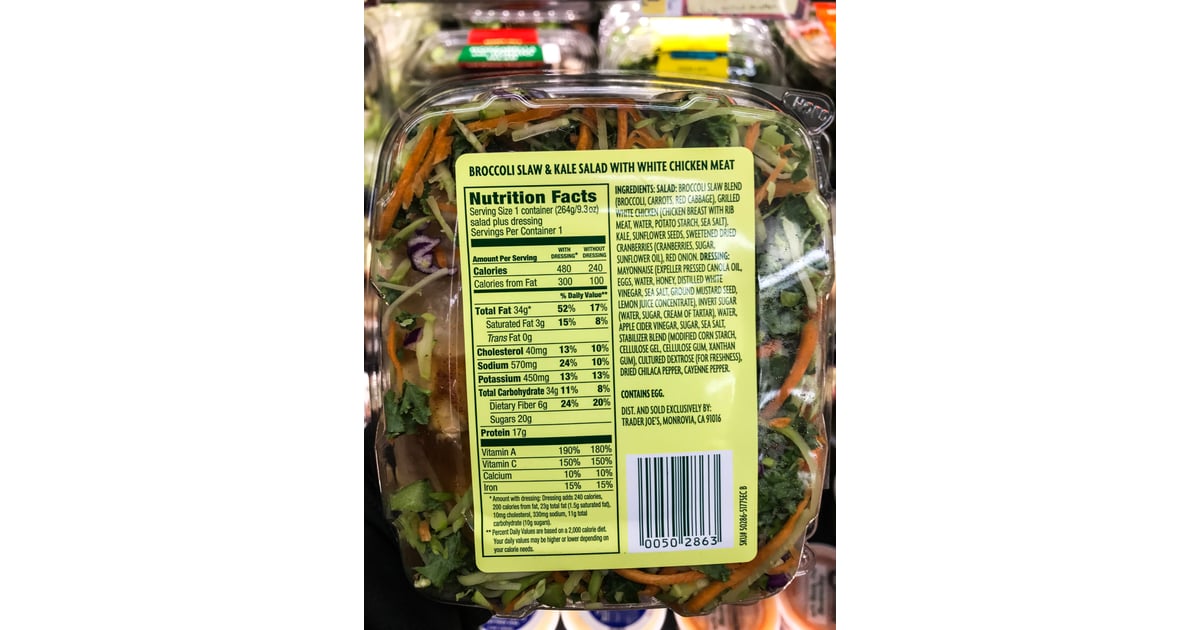 BROCCOLI SLAW & KALE SALAD WITH WHITE CHICKEN MEAT
Nutrition Facts
Serving Size 1 container (264g/9.3oz)
salad plus dressing
Servings Per Container 1
Amount Per Serving WITH DRESSING* WITHOUT DRESSING
Calories 480 240
Calories from Fat 300 100
% Daily Value**
Total Fat 34g* 52% 17%
Saturated Fat 3g 15% 8%
Trans Fat 0g
Cholesterol 40mg 13% 10%
Sodium 570mg 24% 10%
Potassium 450mg 13% 13%
Total Carbohydrate 34g 11% 8%
Dietary Fiber 6g 24% 20%
Sugars 20g
Protein 17g
Vitamin A 190% 180%
Vitamin C 150% 150%
Calcium 10% 10%
Iron 15% 15%
*Amount with dressing: Dressing adds 240 calories,
200 calories from fat, 23g total fat (1.5g saturated fat),
10mg cholesterol, 330mg sodium, 11g total
carbohydrate (10g sugars).
**Percent Daily Values are based on a 2,000 calorie diet.
Your daily values may be higher or lower depending on
your calorie needs.
INGREDIENTS: SALAD: BROCCOLI SLAW BLEND
(BROCCOLI, CARROTS, RED CABBAGE), GRILLED
WHITE CHICKEN (CHICKEN BREAST WITH RIB
MEAT, WATER, POTATO STARCH, SEA SALT),
KALE, SUNFLOWER SEEDS, SWEETENED DRIED
CRANBERRIES (CRANBERRIES, SUGAR,
SUNFLOWER OIL), RED ONION. DRESSING:
MAYONNAISE (EXPELLER PRESSED CANOLA OIL,
EGGS, WATER, HONEY, DISTILLED WHITE
VINEGAR, SEA SALT, GROUND MUSTARD SEED,
LEMON JUICE CONCENTRATE), INVERT SUGAR
(WATER, SUGAR, CREAM OF TARTAR), WATER,
APPLE CIDER VINEGAR, SUGAR, SEA SALT,
STABILIZER BLEND (MODIFIED CORN STARCH,
CELLULOSE GEL, CELLULOSE GUM, XANTHAN
GUM), CULTURED DEXTROSE (FOR FRESHNESS),
DRIED CHILACA PEPPER, CAYENNE PEPPER.
CONTAINS EGG.
DIST. AND SOLD EXCLUSIVELY BY:
TRADER JOE'S, MONROVIA, CA 91016
0050 2863
SKU# 50286-5177SEC B